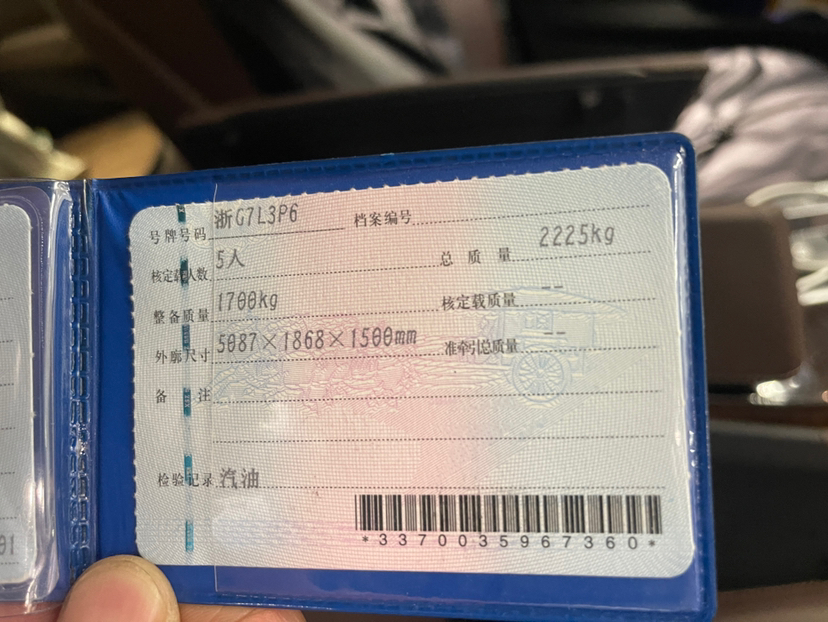 号牌号码 浙G7L3P6 档案编号
核定载人数 5人 总质量 2225kg
整备质量 1700kg 核定载质量 --
外廓尺寸 5087×1868×1500mm 准牵引总质量 --
备注
检验记录 汽油
*3370035967360*
01